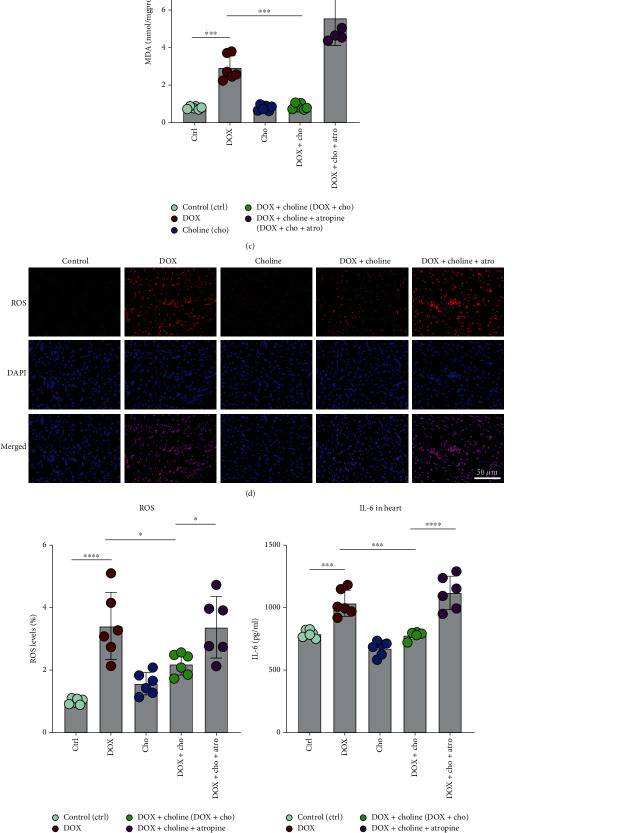 ***
***
6
4
2
0
MDA (nmol/mgprot)
Ctrl
DOX
Cho
DOX + cho
DOX + cho + atro
Control (ctrl)
DOX
Choline (cho)
DOX + choline (DOX + cho)
DOX + choline + atropine
(DOX + cho + atro)
(c)
Control
DOX
Choline
DOX + choline
DOX + choline + atro
ROS
DAPI
Merged
50 μm
(d)
ROS
*
*
****
6
4
2
0
ROS levels (%)
Ctrl
DOX
Cho
DOX + cho
DOX + cho + atro
Control (ctrl)
DOX
DOX + choline (DOX + cho)
DOX + choline + atropine
IL-6 in heart
****
***
***
1500
1000
500
0
IL-6 (pg/ml)
Ctrl
DOX
Cho
DOX + cho
DOX + cho + atro
Control (ctrl)
DOX
DOX + choline (DOX + cho)
DOX + choline + atropine